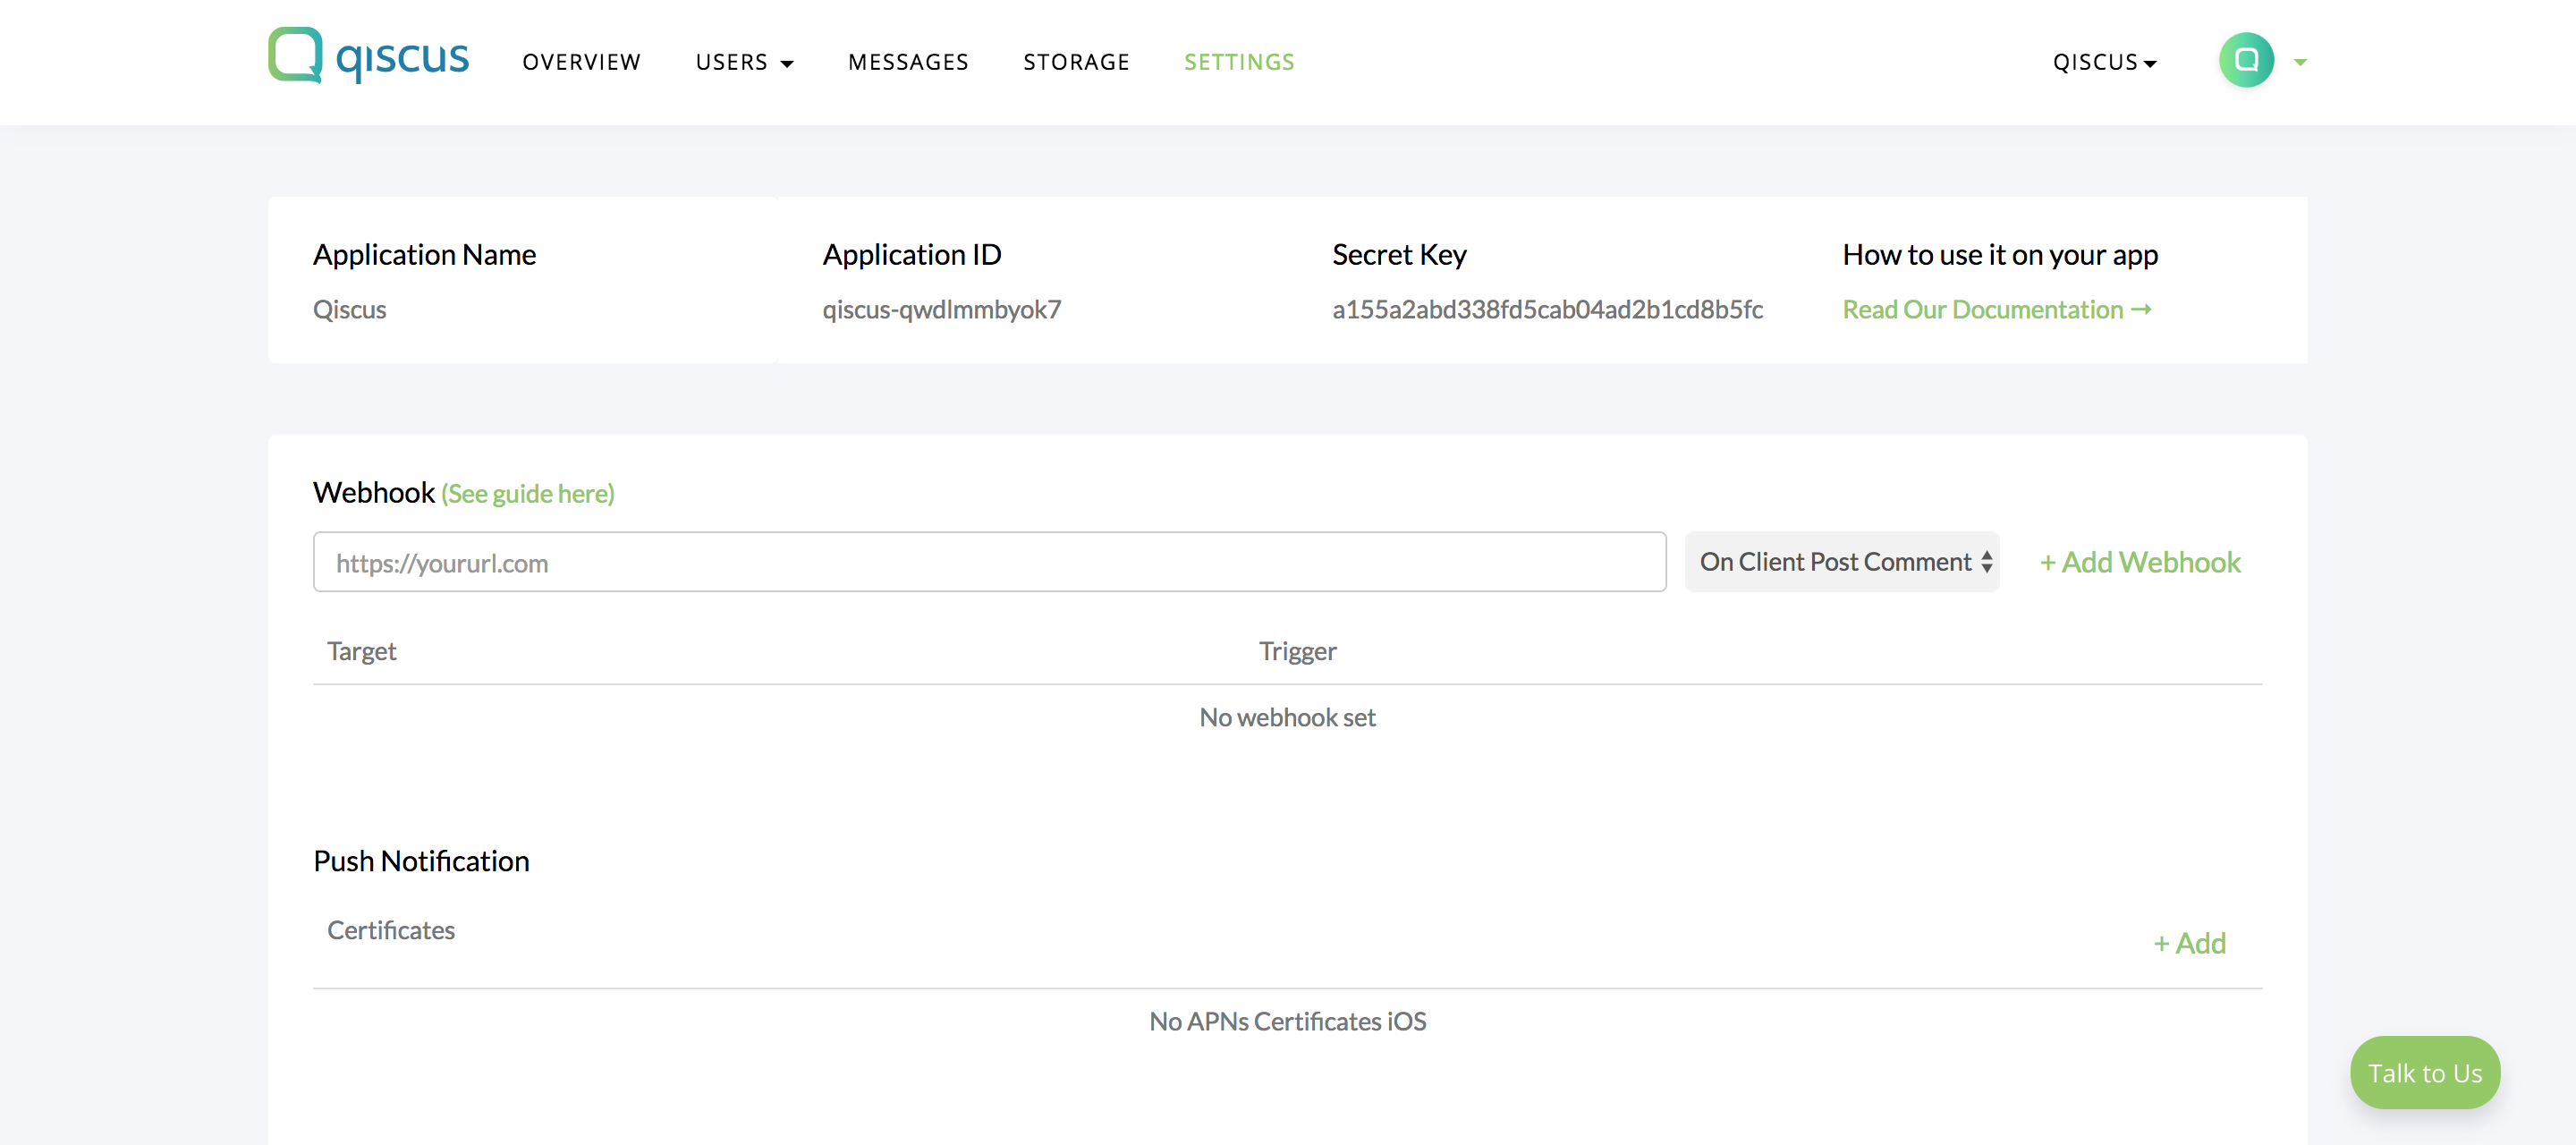 qiscus OVERVIEW USERS MESSAGES STORAGE SETTINGS QISCUS
Application Name Application ID Secret Key How to use it on your app
Qiscus qiscus-qwdlmmbyok7 a155a2abd338fd5cab04ad2b1cd8b5fc Read Our Documentation →
Webhook (See guide here)
https://yoururl.com On Client Post Comment + Add Webhook
Target Trigger
No webhook set
Push Notification
Certificates + Add
No APNs Certificates iOS
Talk to Us